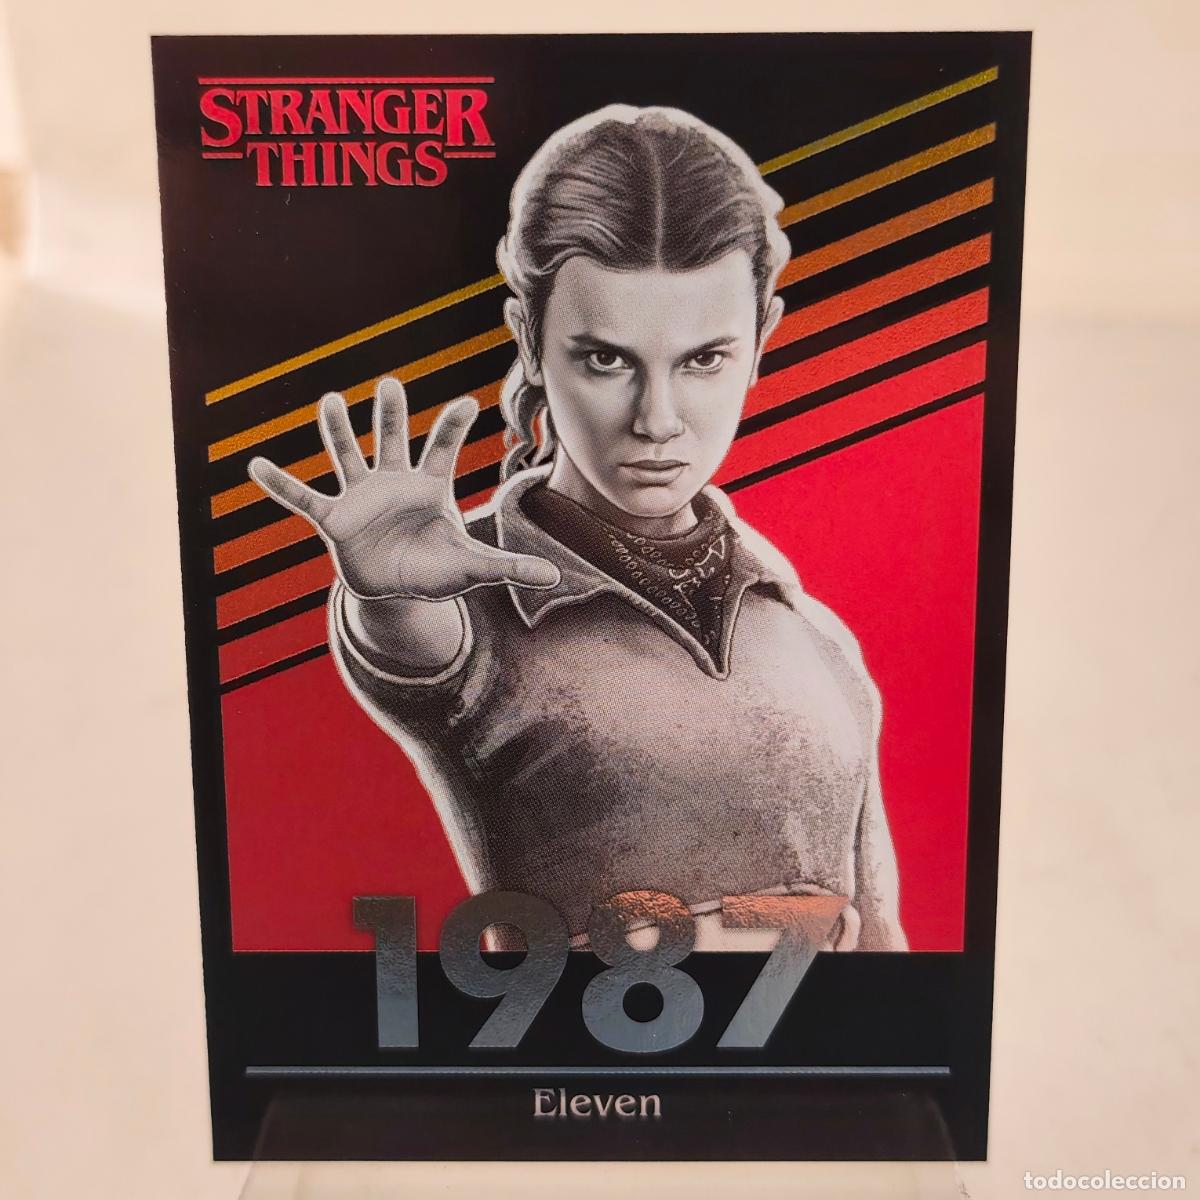 STRANGER
THINGS
1987
Eleven
todocoleccion